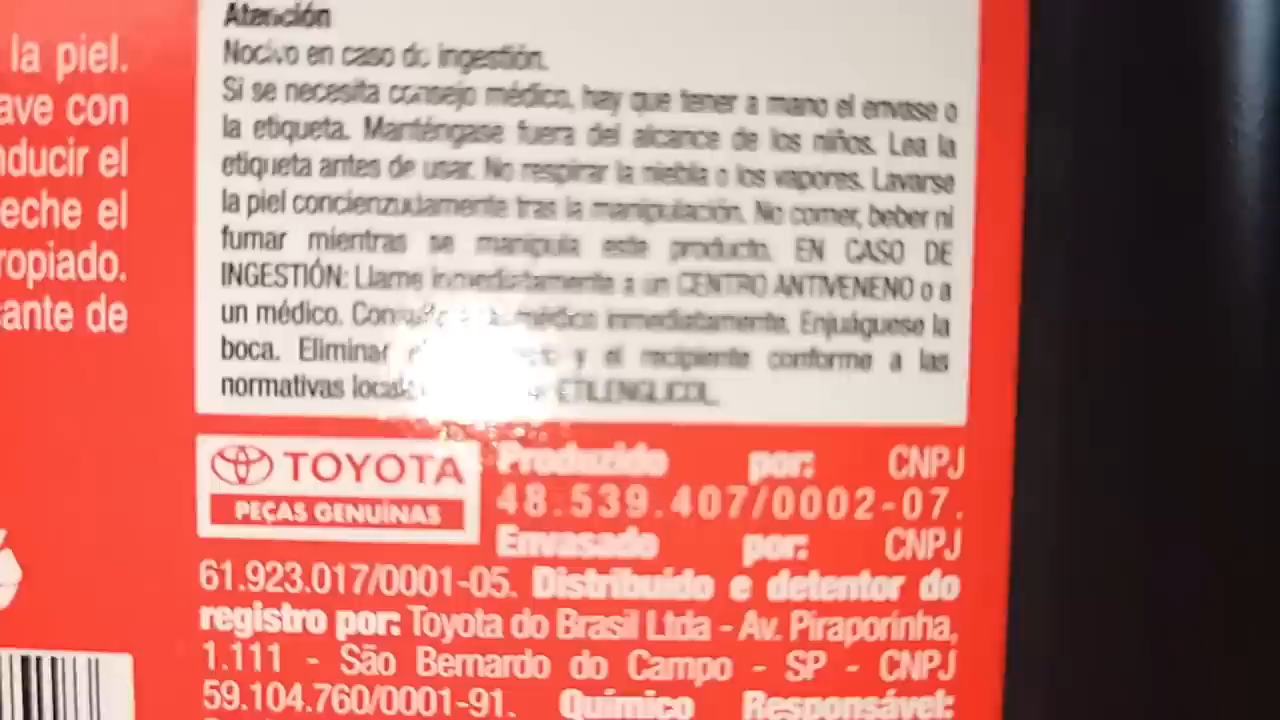 la piel.
ave con
ducir el
eche el
ropiado.
ante de
Atención
Nocivo en caso de ingestión.
Si se necesita consejo médico, hay que tener a mano el envase o
la etiqueta. Manténgase fuera del alcance de los niños. Lea la
etiqueta antes de usar. No respirar la niebla o los vapores. Lavarse
la piel concienzudamente tras la manipulación. No comer, beber ni
fumar mientras se manipula este producto. EN CASO DE
INGESTIÓN: Llame inmediatamente a un CENTRO ANTIVENENO o a
un médico. médico inmediatamente. Enjuáguese la
boca. Eliminar y el recipiente conforme a las
normativas ETILENGLICOL.
TOYOTA
PEÇAS GENUÍNAS
Produzido por: CNPJ
48.539.407/0002-07.
Envasado por: CNPJ
61.923.017/0001-05. Distribuido e detentor do
registro por: Toyota do Brasil Ltda - Av. Piraporinha,
1.111 - São Bernardo do Campo - SP - CNPJ
59.104.760/0001-91. Químico Responsável: